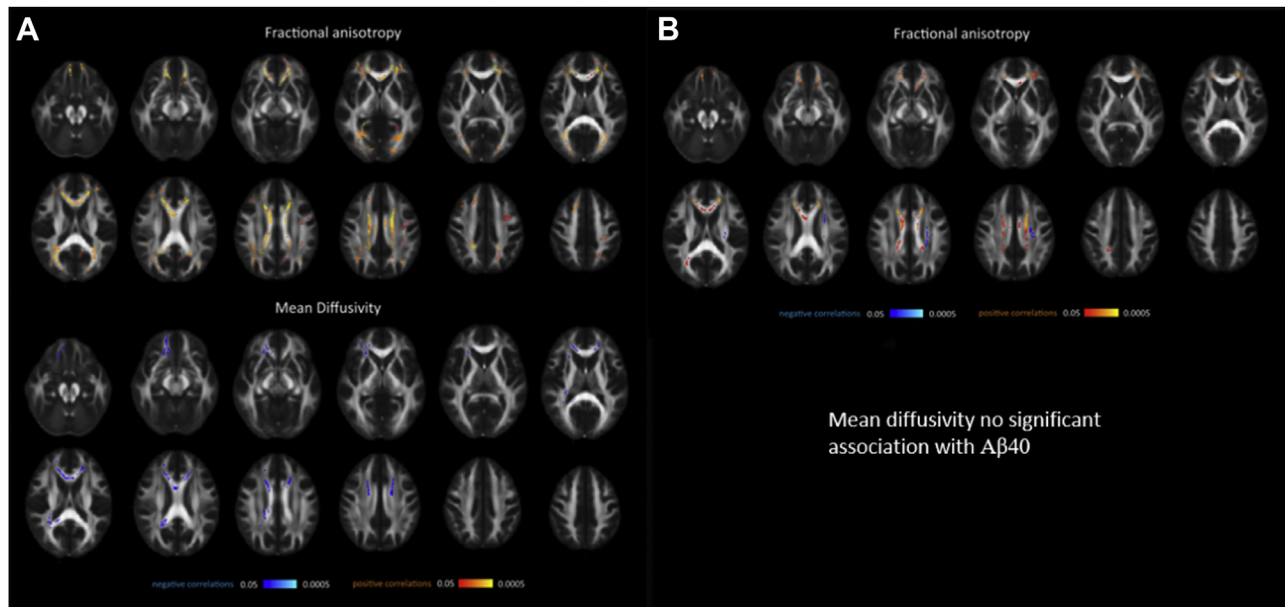 A
Fractional anisotropy
Mean Diffusivity
negative correlations 0.05 0.0005 positive correlations 0.05 0.0005
B
Fractional anisotropy
negative correlations 0.05 0.0005 positive correlations 0.05 0.0005
Mean diffusivity no significant
association with Aβ40